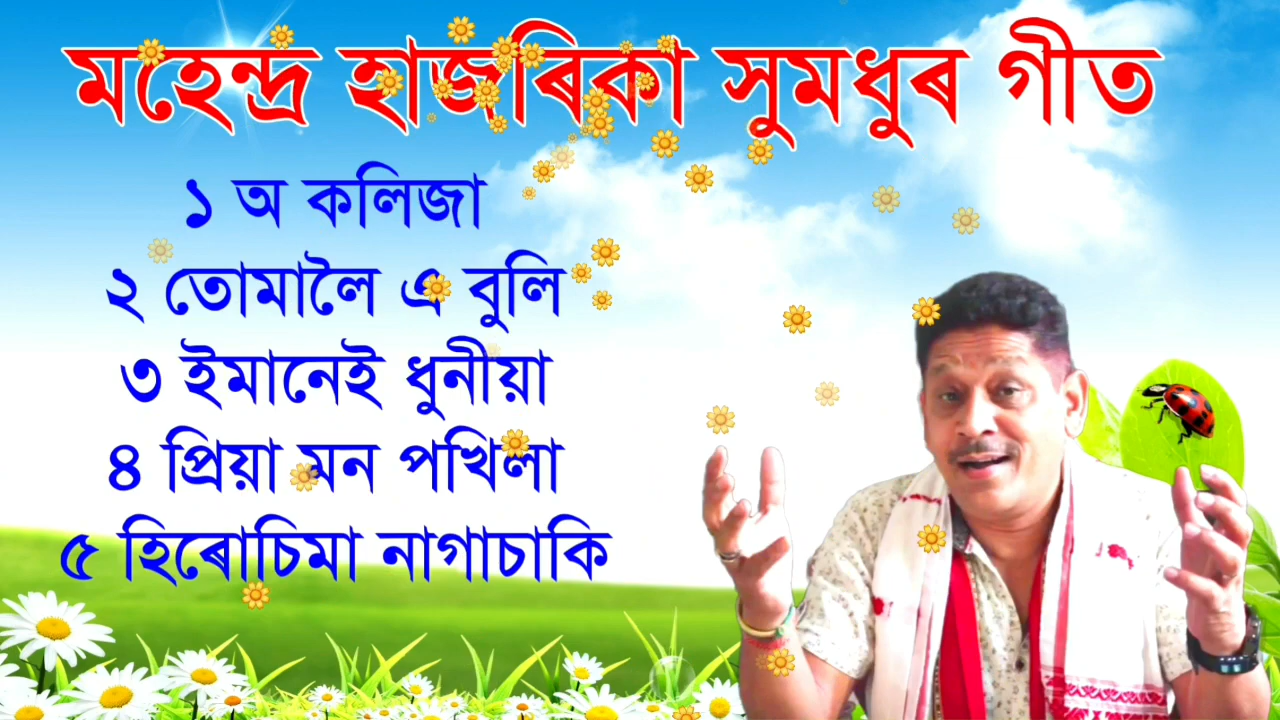 মহেন্দ্ৰ হাজৰিকা সুমধুৰ গীত
১ অ কলিজা
২ তোমালৈ এ বুলি
৩ ইমানেই ধুনীয়া
৪ প্ৰিয়া মন পখিলা
৫ হিৰোচিমা নাগাচাকি